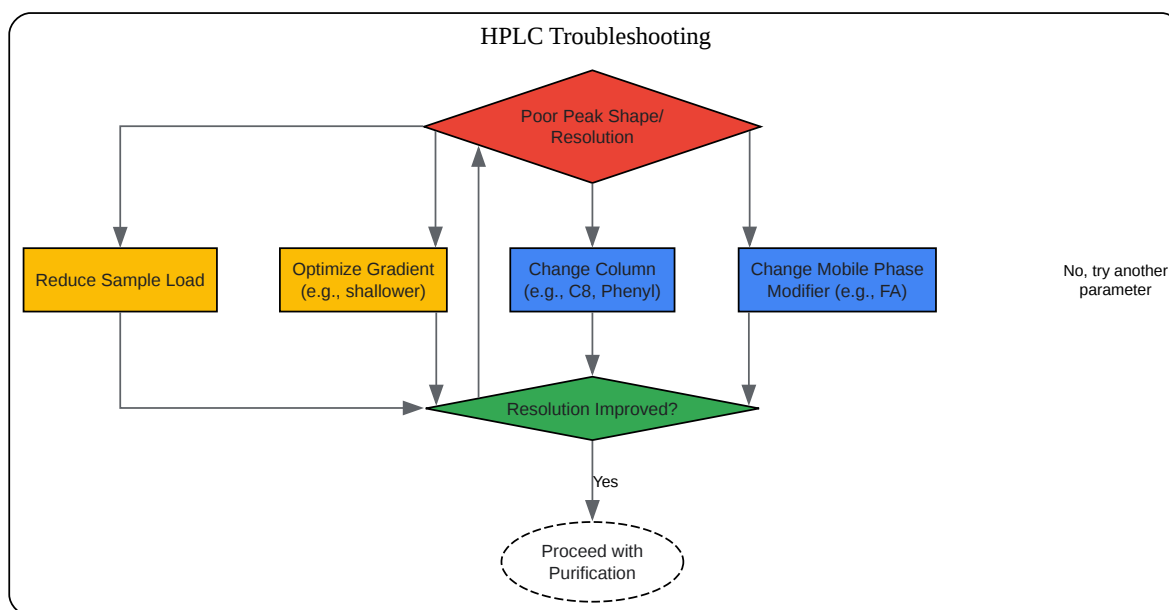 HPLC Troubleshooting
Poor Peak Shape/
Resolution
Reduce Sample Load
Optimize Gradient
(e.g., shallower)
Change Column
(e.g., C8, Phenyl)
Change Mobile Phase
Modifier (e.g., FA)
No, try another
parameter
Resolution Improved?
Yes
Proceed with
Purification